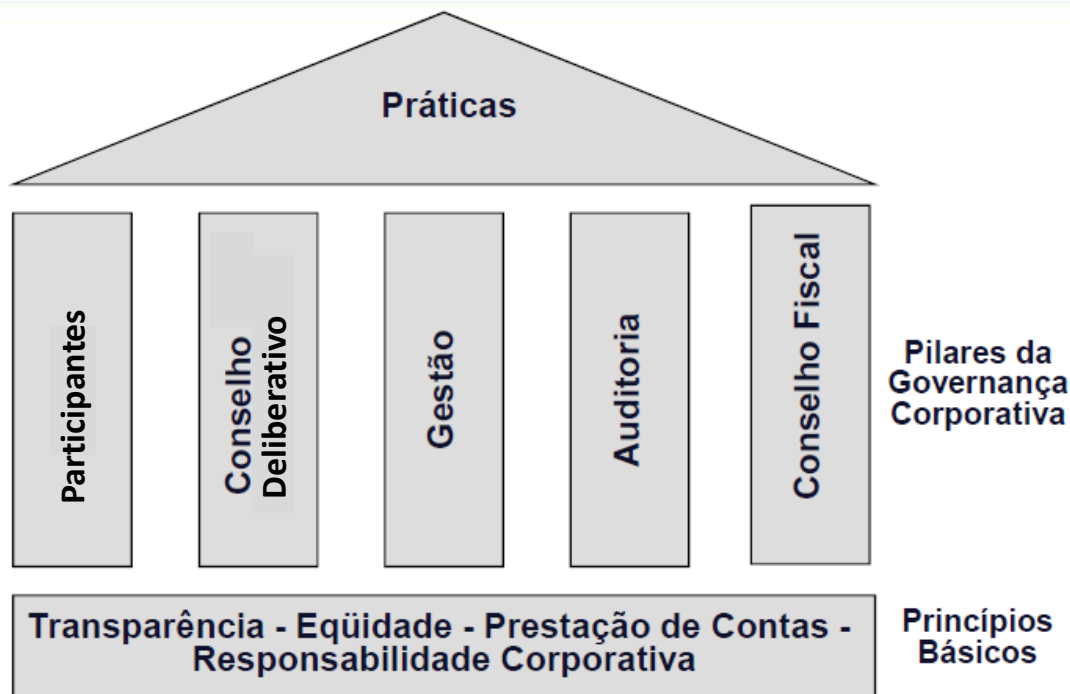 Práticas
Participantes
Conselho
Deliberativo
Gestão
Auditoria
Conselho Fiscal
Pilares da
Governança
Corporativa
Transparência - Eqüidade - Prestação de Contas -
Responsabilidade Corporativa
Princípios
Básicos